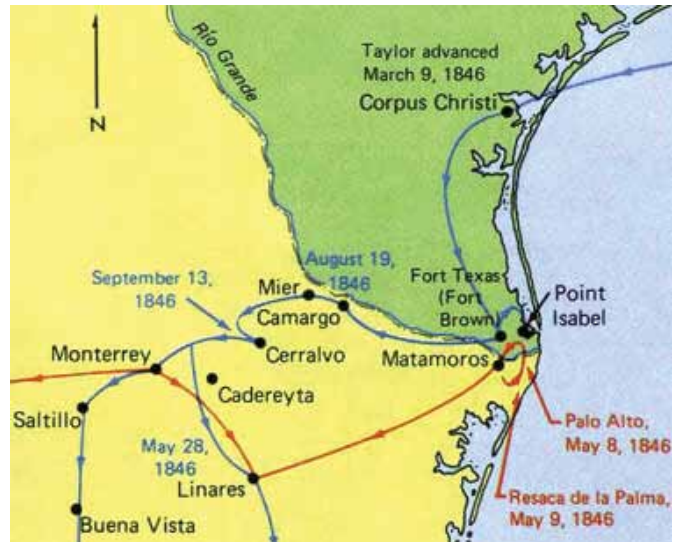 Taylor advanced
March 9, 1846
Corpus Christi
Río Grande
N
August 19,
1846
September 13,
1846
Mier
Camargo
Fort Texas
(Fort
Brown)
Point
Isabel
Monterrey
Cerralvo
Matamoros
Cadereyta
Saltillo
Palo Alto,
May 8, 1846
May 28,
1846
Linares
Resaca de la Palma,
May 9, 1846
Buena Vista